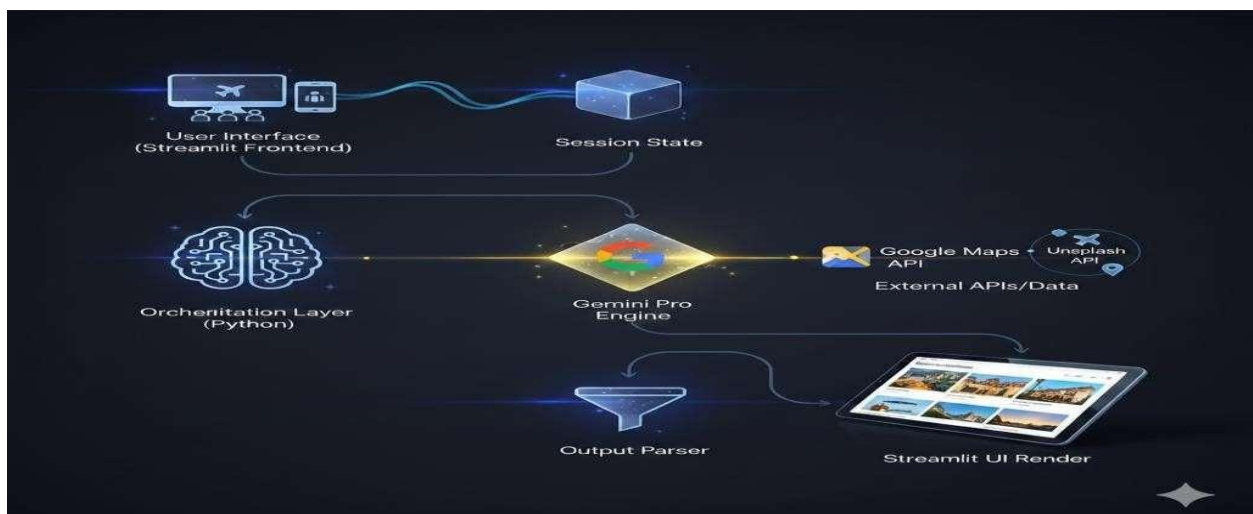 User Interface
(Streamlit Frontend)
Session State
Orchemitation Layer
(Python)
Gemini Pro
Engine
Google Maps
API
Unsplash
API
External APIs/Data
Output Parser
Streamlit UI Render